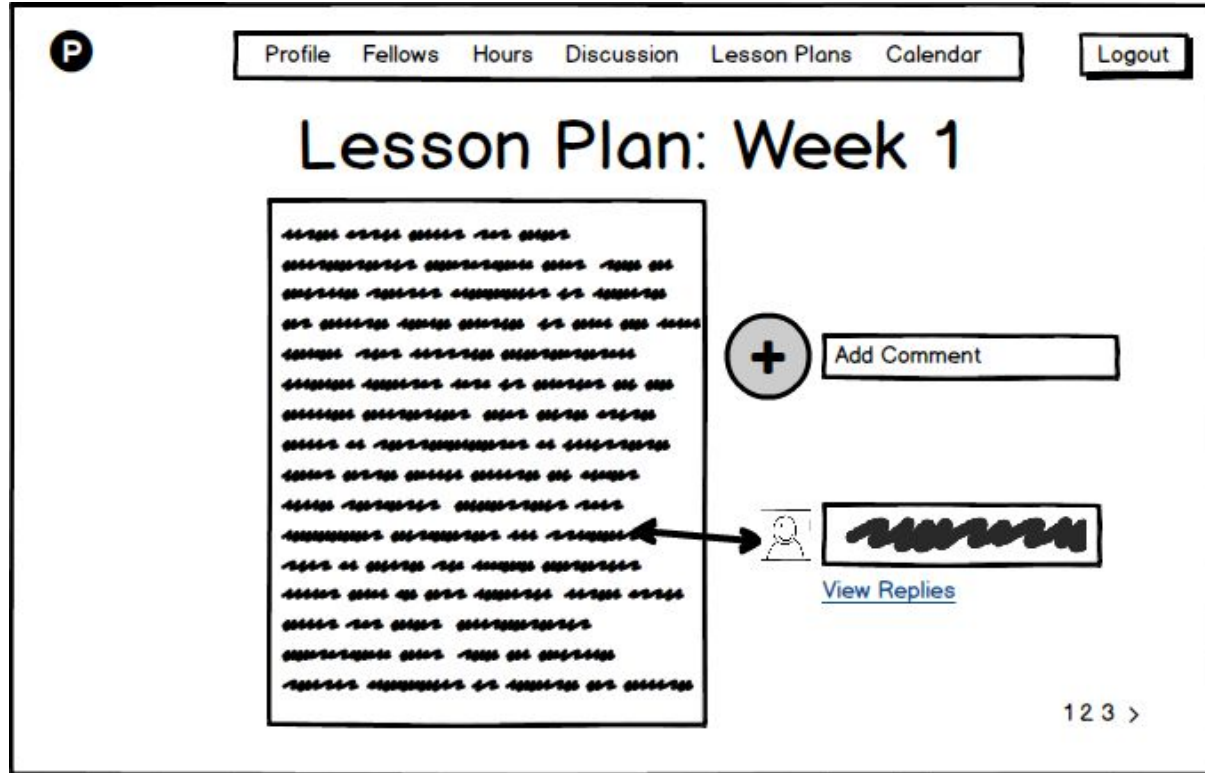 P
Profile Fellows Hours Discussion Lesson Plans Calendar
Logout
Lesson Plan: Week 1
Add Comment
View Replies
1 2 3 >